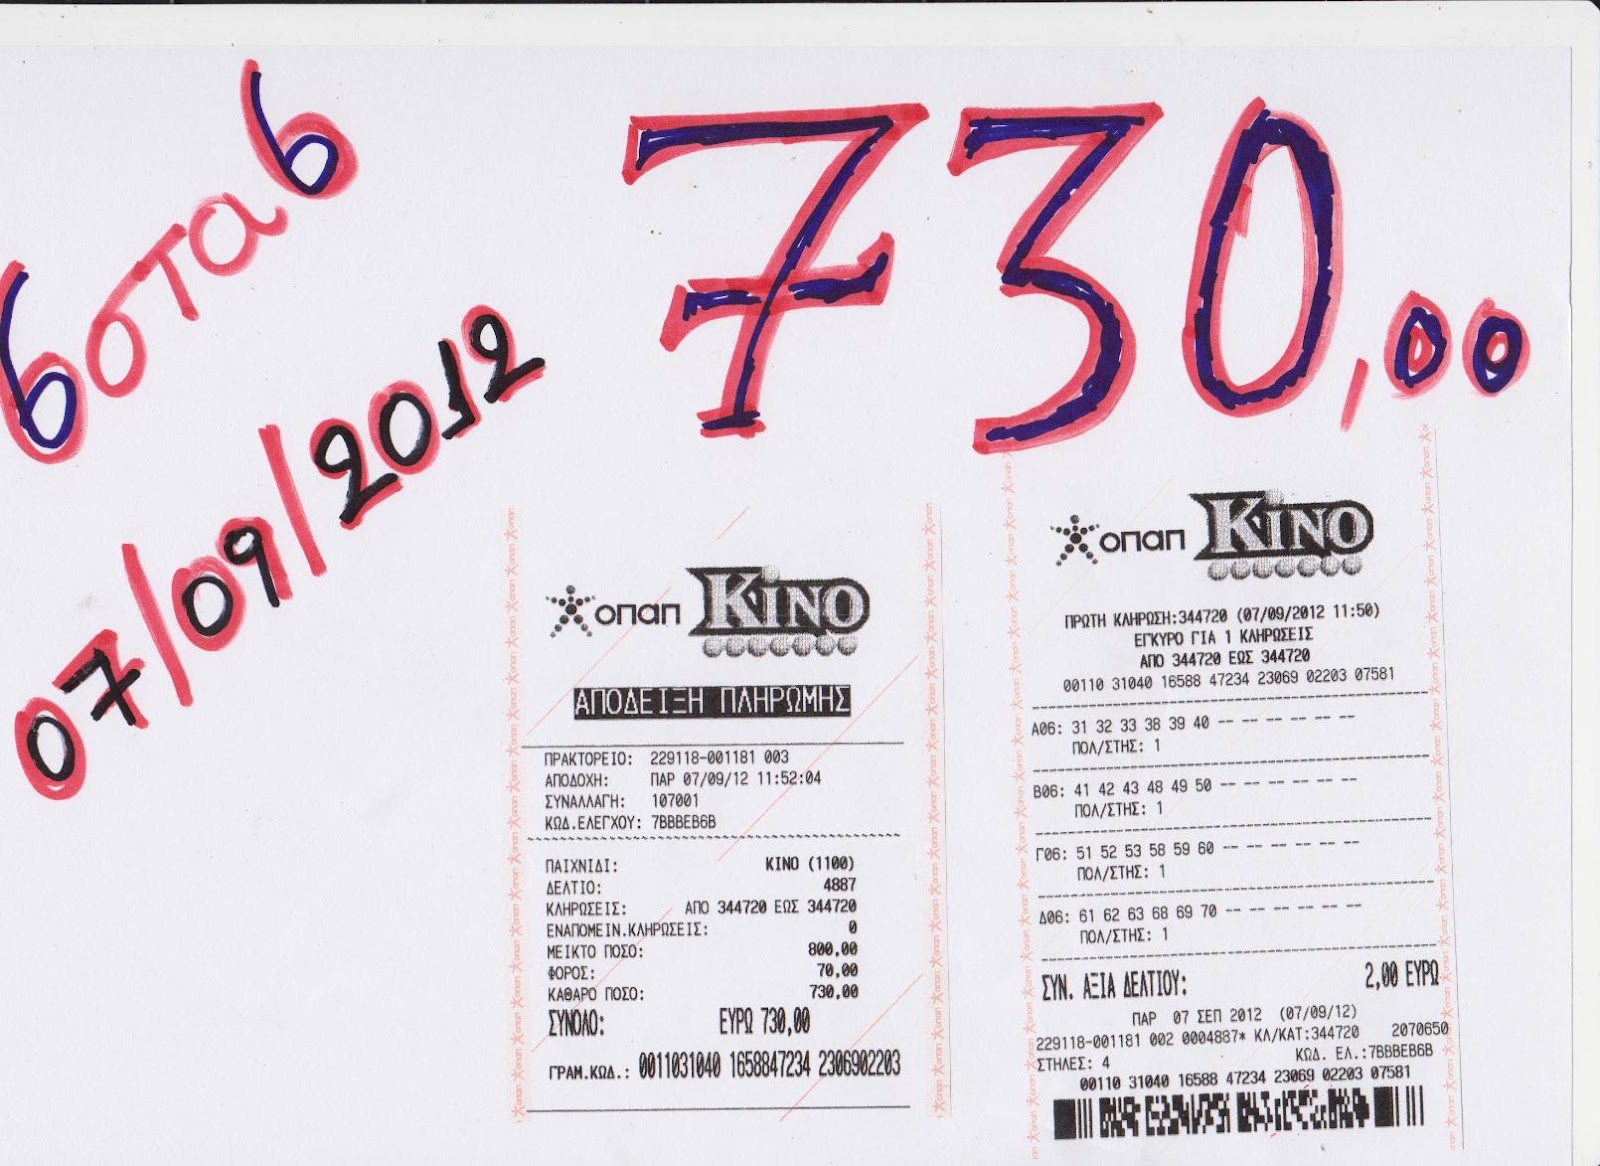 6 στα 6
07/09/2012
730,00
οπαπ KINO
ΑΠΟΔΕΙΞΗ ΠΛΗΡΩΜΗΣ
ΠΡΑΚΤΟΡΕΙΟ: 229118-001181 003
ΑΠΟΔΟΧΗ: ΠΑΡ 07/09/12 11:52:04
ΣΥΝΑΛΛΑΓΗ: 107001
ΚΩΔ.ΕΛΕΓΧΟΥ: 7BBBEB6B
ΠΑΙΧΝΙΔΙ: ΚΙΝΟ (1100)
ΔΕΛΤΙΟ: 4887
ΚΛΗΡΩΣΕΙΣ: ΑΠΟ 344720 ΕΩΣ 344720
ΕΝΑΠΟΜΕΙΝ.ΚΛΗΡΩΣΕΙΣ: 0
ΜΕΙΚΤΟ ΠΟΣΟ: 800,00
ΦΟΡΟΣ: 70,00
ΚΑΘΑΡΟ ΠΟΣΟ: 730,00
ΣΥΝΟΛΟ: ΕΥΡΩ 730,00
ΓΡΑΜ.ΚΩΔ.: 0011031040 1658847234 2306902203
οπαπ KINO
ΠΡΩΤΗ ΚΛΗΡΩΣΗ:344720 (07/09/2012 11:50)
ΕΓΚΥΡΟ ΓΙΑ 1 ΚΛΗΡΩΣΕΙΣ
ΑΠΟ 344720 ΕΩΣ 344720
00110 31040 16588 47234 23069 02203 07581
Α06: 31 32 33 38 39 40 -- -- -- -- -- --
ΠΟΛ/ΣΤΗΣ: 1
Β06: 41 42 43 48 49 50 -- -- -- -- -- --
ΠΟΛ/ΣΤΗΣ: 1
Γ06: 51 52 53 58 59 60 -- -- -- -- -- --
ΠΟΛ/ΣΤΗΣ: 1
Δ06: 61 62 63 68 69 70 -- -- -- -- -- --
ΠΟΛ/ΣΤΗΣ: 1
ΣΥΝ. ΑΞΙΑ ΔΕΛΤΙΟΥ: 2,00 ΕΥΡΩ
ΠΑΡ 07 ΣΕΠ 2012 (07/09/12)
229118-001181 002 0004887* ΚΛ/ΚΑΤ:344720 2070650
ΣΤΗΛΕΣ: 4 ΚΩΔ. ΕΛ.:7BBBEB6B
00110 31040 16588 47234 23069 02203 07581